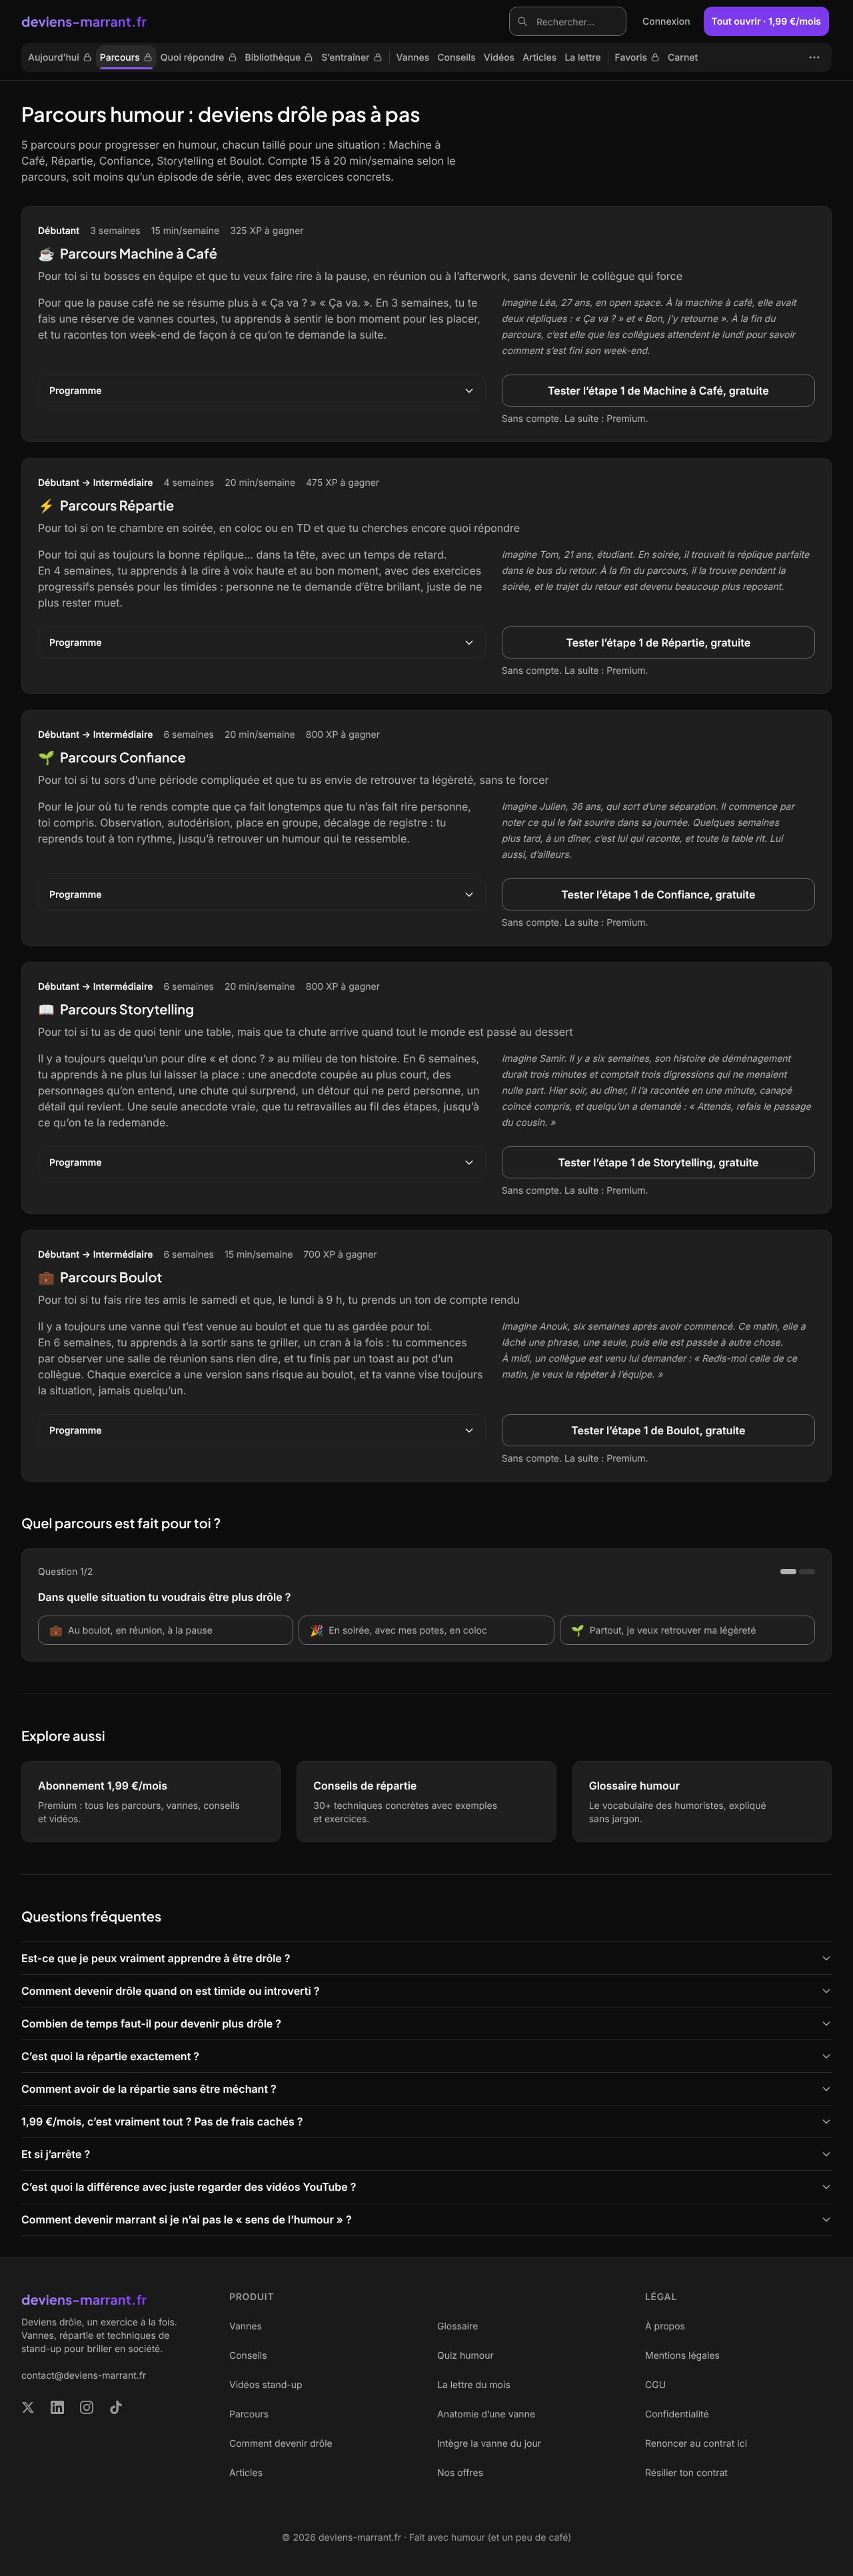 deviens-marrant.fr
Rechercher...
Connexion
Tout ouvrir · 1,99 €/mois
Aujourd’hui
Parcours
Quoi répondre
Bibliothèque
S’entraîner
Vannes
Conseils
Vidéos
Articles
La lettre
Favoris
Carnet
Parcours humour : deviens drôle pas à pas
5 parcours pour progresser en humour, chacun taillé pour une situation : Machine à
Café, Répartie, Confiance, Storytelling et Boulot. Compte 15 à 20 min/semaine selon le
parcours, soit moins qu’un épisode de série, avec des exercices concrets.
Débutant 3 semaines 15 min/semaine 325 XP à gagner
☕ Parcours Machine à Café
Pour toi si tu bosses en équipe et que tu veux faire rire à la pause, en réunion ou à l’afterwork, sans devenir le collègue qui force
Pour que la pause café ne se résume plus à « Ça va ? » « Ça va. ». En 3 semaines, tu te
fais une réserve de vannes courtes, tu apprends à sentir le bon moment pour les placer,
et tu racontes ton week-end de façon à ce qu’on te demande la suite.
Imagine Léa, 27 ans, en open space. À la machine à café, elle avait
deux répliques : « Ça va ? » et « Bon, j’y retourne ». À la fin du
parcours, c’est elle que les collègues attendent le lundi pour savoir
comment s’est fini son week-end.
Programme
Tester l’étape 1 de Machine à Café, gratuite
Sans compte. La suite : Premium.
Débutant → Intermédiaire 4 semaines 20 min/semaine 475 XP à gagner
⚡ Parcours Répartie
Pour toi si on te chambre en soirée, en coloc ou en TD et que tu cherches encore quoi répondre
Pour toi qui as toujours la bonne réplique… dans ta tête, avec un temps de retard.
En 4 semaines, tu apprends à la dire à voix haute et au bon moment, avec des exercices
progressifs pensés pour les timides : personne ne te demande d’être brillant, juste de ne
plus rester muet.
Imagine Tom, 21 ans, étudiant. En soirée, il trouvait la réplique parfaite
dans le bus du retour. À la fin du parcours, il la trouve pendant la
soirée, et le trajet du retour est devenu beaucoup plus reposant.
Programme
Tester l’étape 1 de Répartie, gratuite
Sans compte. La suite : Premium.
Débutant → Intermédiaire 6 semaines 20 min/semaine 800 XP à gagner
🌱 Parcours Confiance
Pour toi si tu sors d’une période compliquée et que tu as envie de retrouver ta légèreté, sans te forcer
Pour le jour où tu te rends compte que ça fait longtemps que tu n’as fait rire personne,
toi compris. Observation, autodérision, place en groupe, décalage de registre : tu
reprends tout à ton rythme, jusqu’à retrouver un humour qui te ressemble.
Imagine Julien, 36 ans, qui sort d’une séparation. Il commence par
noter ce qui le fait sourire dans sa journée. Quelques semaines
plus tard, à un dîner, c’est lui qui raconte, et toute la table rit. Lui
aussi, d’ailleurs.
Programme
Tester l’étape 1 de Confiance, gratuite
Sans compte. La suite : Premium.
Débutant → Intermédiaire 6 semaines 20 min/semaine 800 XP à gagner
📖 Parcours Storytelling
Pour toi si tu as de quoi tenir une table, mais que ta chute arrive quand tout le monde est passé au dessert
Il y a toujours quelqu’un pour dire « et donc ? » au milieu de ton histoire. En 6 semaines,
tu apprends à ne plus lui laisser la place : une anecdote coupée au plus court, des
personnages qu’on entend, une chute qui surprend, un détour qui ne perd personne, un
détail qui revient. Une seule anecdote vraie, que tu retravailles au fil des étapes, jusqu’à
ce qu’on te la redemande.
Imagine Samir. Il y a six semaines, son histoire de déménagement
durait trois minutes et comptait trois digressions qui ne menaient
nulle part. Hier soir, au dîner, il l’a racontée en une minute, canapé
coincé compris, et quelqu’un a demandé : « Attends, refais le passage
du cousin. »
Programme
Tester l’étape 1 de Storytelling, gratuite
Sans compte. La suite : Premium.
Débutant → Intermédiaire 6 semaines 15 min/semaine 700 XP à gagner
💼 Parcours Boulot
Pour toi si tu fais rire tes amis le samedi et que, le lundi à 9 h, tu prends un ton de compte rendu
Il y a toujours une vanne qui t’est venue au boulot et que tu as gardée pour toi.
En 6 semaines, tu apprends à la sortir sans te griller, un cran à la fois : tu commences
par observer une salle de réunion sans rien dire, et tu finis par un toast au pot d’un
collègue. Chaque exercice a une version sans risque au boulot, et ta vanne vise toujours
la situation, jamais quelqu’un.
Imagine Anouk, six semaines après avoir commencé. Ce matin, elle a
lâché une phrase, une seule, puis elle est passée à autre chose.
À midi, un collègue est venu lui demander : « Redis-moi celle de ce
matin, je veux la répéter à l’équipe. »
Programme
Tester l’étape 1 de Boulot, gratuite
Sans compte. La suite : Premium.
Quel parcours est fait pour toi ?
Question 1/2
Dans quelle situation tu voudrais être plus drôle ?
💼 Au boulot, en réunion, à la pause
🎉 En soirée, avec mes potes, en coloc
🌱 Partout, je veux retrouver ma légèreté
Explore aussi
Abonnement 1,99 €/mois
Premium : tous les parcours, vannes, conseils
et vidéos.
Conseils de répartie
30+ techniques concrètes avec exemples
et exercices.
Glossaire humour
Le vocabulaire des humoristes, expliqué
sans jargon.
Questions fréquentes
Est-ce que je peux vraiment apprendre à être drôle ?
Comment devenir drôle quand on est timide ou introverti ?
Combien de temps faut-il pour devenir plus drôle ?
C’est quoi la répartie exactement ?
Comment avoir de la répartie sans être méchant ?
1,99 €/mois, c’est vraiment tout ? Pas de frais cachés ?
Et si j’arrête ?
C’est quoi la différence avec juste regarder des vidéos YouTube ?
Comment devenir marrant si je n’ai pas le « sens de l’humour » ?
deviens-marrant.fr
Deviens drôle, un exercice à la fois.
Vannes, répartie et techniques de
stand-up pour briller en société.
contact@deviens-marrant.fr
PRODUIT
Vannes
Conseils
Vidéos stand-up
Parcours
Comment devenir drôle
Articles
Glossaire
Quiz humour
La lettre du mois
Anatomie d’une vanne
Intègre la vanne du jour
Nos offres
LÉGAL
À propos
Mentions légales
CGU
Confidentialité
Renoncer au contrat ici
Résilier ton contrat
© 2026 deviens-marrant.fr · Fait avec humour (et un peu de café)